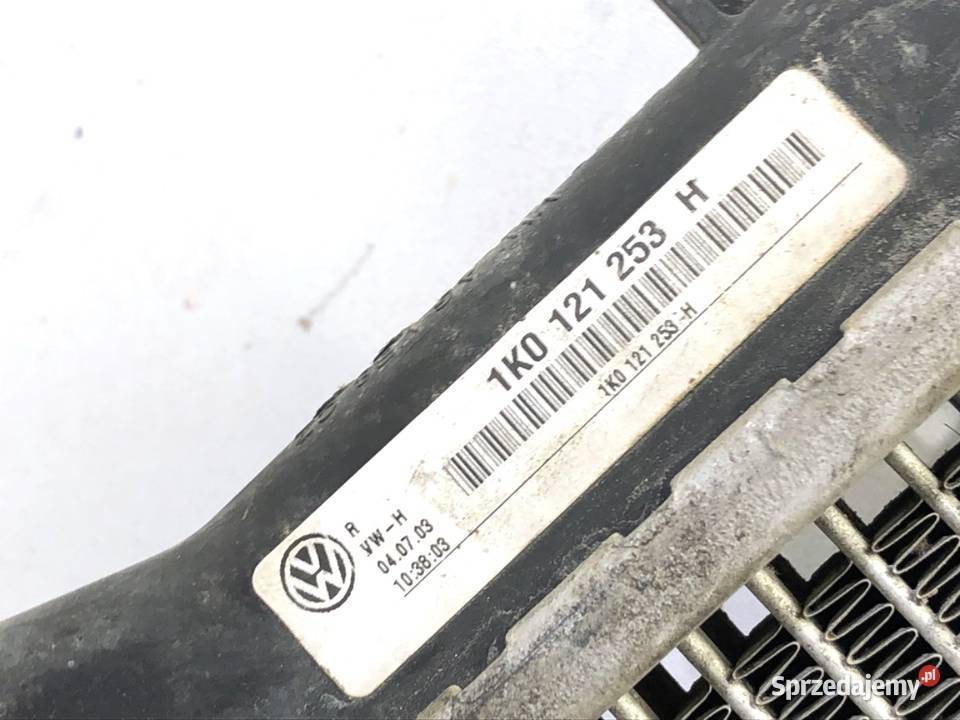 1K0 121 253 H
1K0 121 253-H
R
VW-H
04.07.03
10:38:03
Sprzedajemy.pl